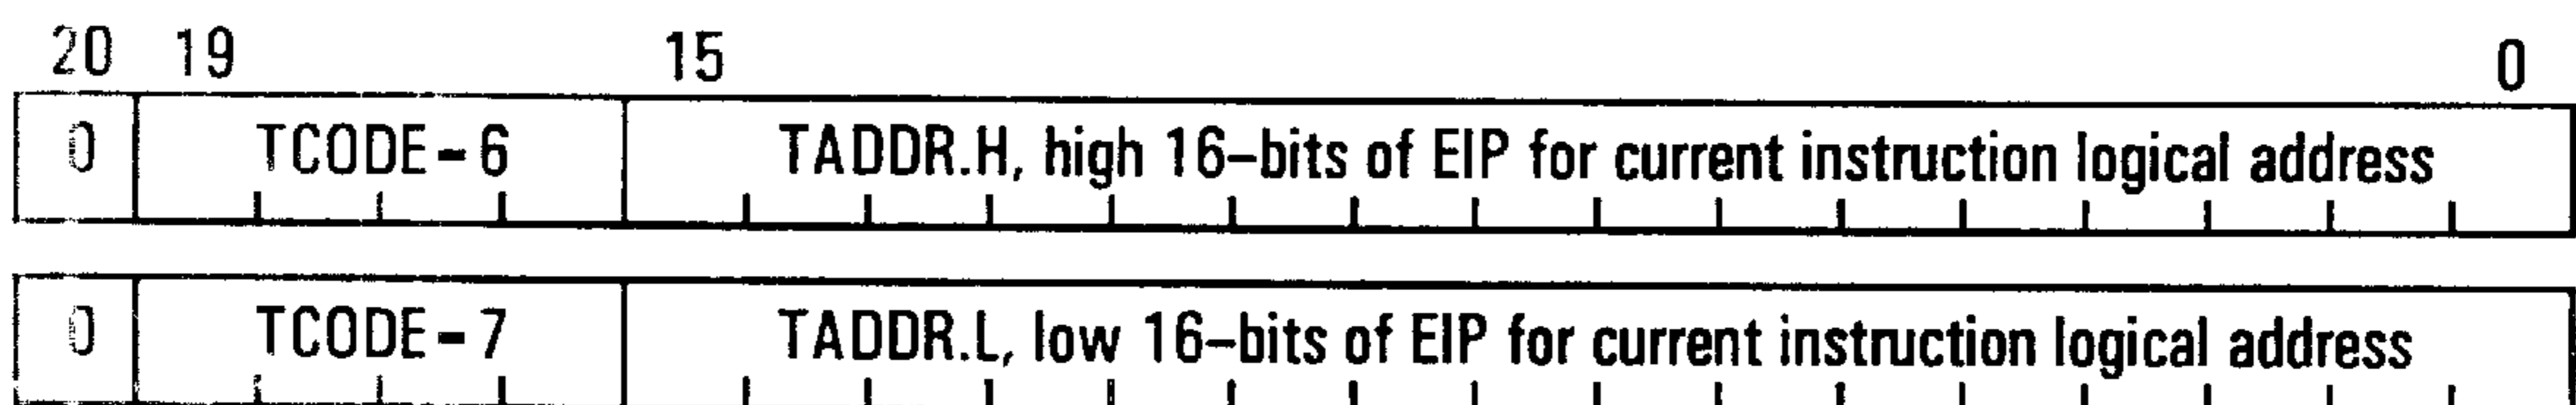 20 19 15 0
0 TCODE-6 TADDR.H, high 16-bits of EIP for current instruction logical address
0 TCODE-7 TADDR.L, low 16-bits of EIP for current instruction logical address